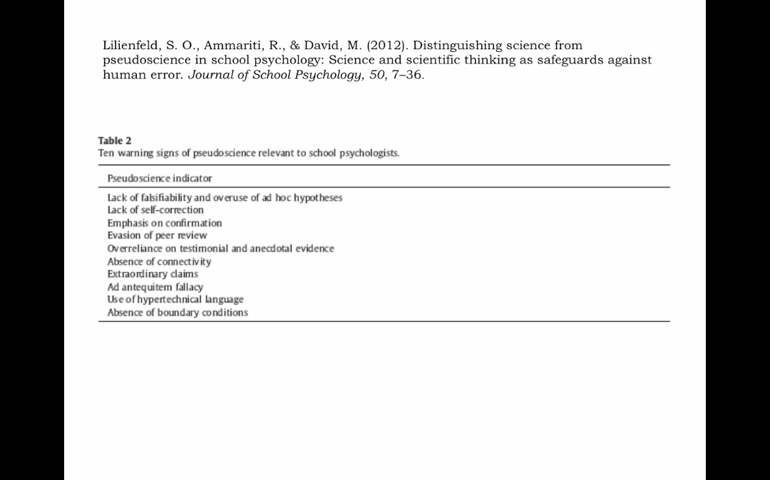 Lilienfeld, S. O., Ammariti, R., & David, M. (2012). Distinguishing science from
pseudoscience in school psychology: Science and scientific thinking as safeguards against
human error. Journal of School Psychology, 50, 7–36.
Table 2
Ten warning signs of pseudoscience relevant to school psychologists.
Pseudoscience indicator
Lack of falsifiability and overuse of ad hoc hypotheses
Lack of self-correction
Emphasis on confirmation
Evasion of peer review
Overreliance on testimonial and anecdotal evidence
Absence of connectivity
Extraordinary claims
Ad antequitem fallacy
Use of hypertechnical language
Absence of boundary conditions